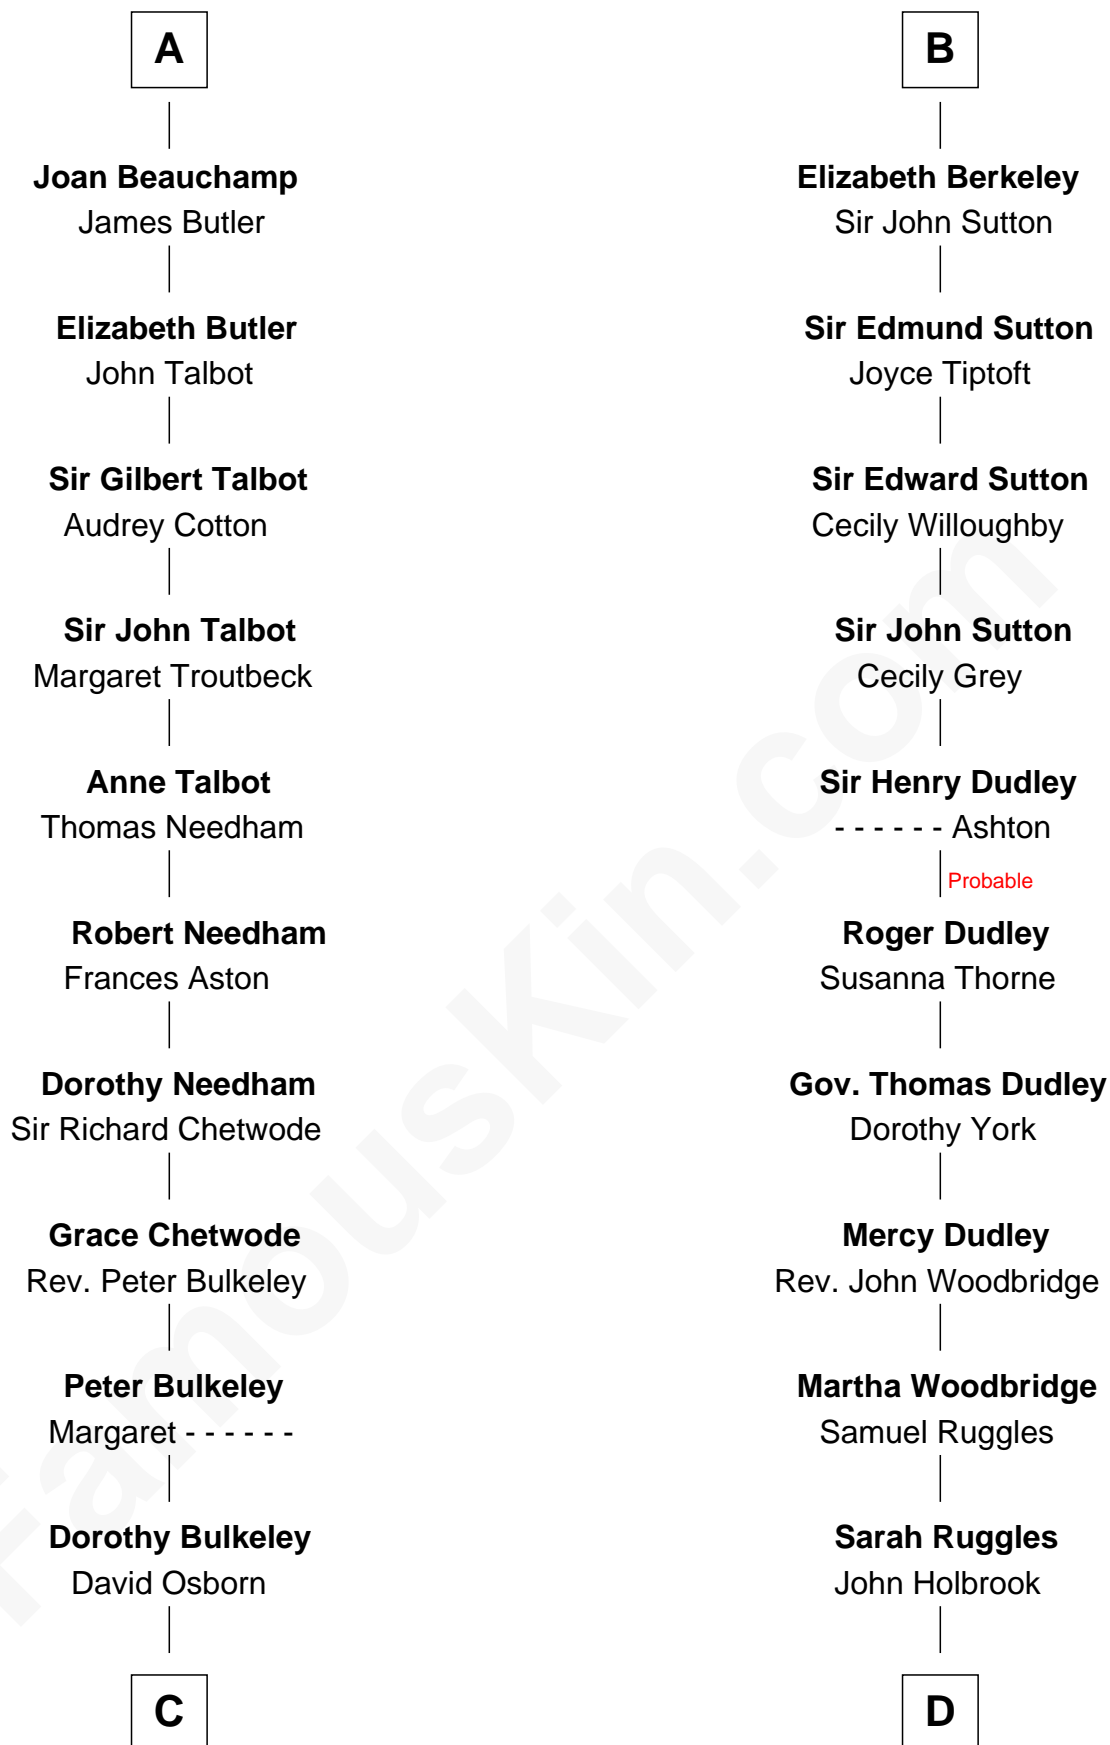 A
Joan Beauchamp
James Butler
Elizabeth Butler
John Talbot
Sir Gilbert Talbot
Audrey Cotton
Sir John Talbot
Margaret Troutbeck
Anne Talbot
Thomas Needham
Robert Needham
Frances Aston
Dorothy Needham
Sir Richard Chetwode
Grace Chetwode
Rev. Peter Bulkeley
Peter Bulkeley
Margaret - - - - - -
Dorothy Bulkeley
David Osborn
C
B
Elizabeth Berkeley
Sir John Sutton
Sir Edmund Sutton
Joyce Tiptoft
Sir Edward Sutton
Cecily Willoughby
Sir John Sutton
Cecily Grey
Sir Henry Dudley
- - - - - - Ashton
Probable
Roger Dudley
Susanna Thorne
Gov. Thomas Dudley
Dorothy York
Mercy Dudley
Rev. John Woodbridge
Martha Woodbridge
Samuel Ruggles
Sarah Ruggles
John Holbrook
D
FamousKin.com